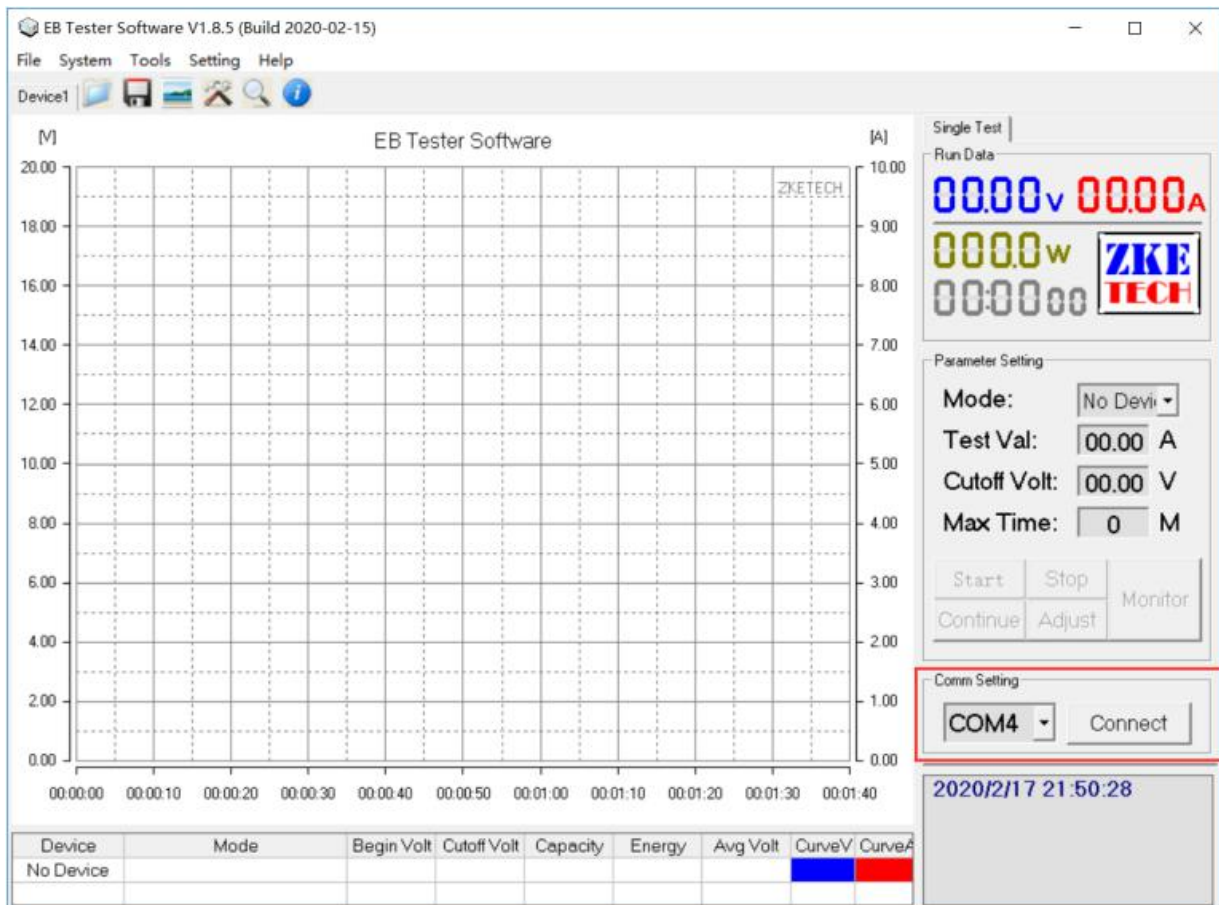 EB Tester Software V1.8.5 (Build 2020-02-15)
File System Tools Setting Help
Device1
[V] EB Tester Software [A]
ZKETECH
20.00
18.00
16.00
14.00
12.00
10.00
8.00
6.00
4.00
2.00
0.00
10.00
9.00
8.00
7.00
6.00
5.00
4.00
3.00
2.00
1.00
0.00
00:00:00 00:00:10 00:00:20 00:00:30 00:00:40 00:00:50 00:01:00 00:01:10 00:01:20 00:01:30 00:01:40
Device Mode Begin Volt Cutoff Volt Capacity Energy Avg Volt CurveV CurveA
No Device
Single Test
Run Data
00.00V 00.00A
000.0W
00:00 00
ZKE
TECH
Parameter Setting
Mode: No Devi
Test Val: 00.00 A
Cutoff Volt: 00.00 V
Max Time: 0 M
Start Stop
Monitor
Continue Adjust
Comm Setting
COM4 Connect
2020/2/17 21:50:28